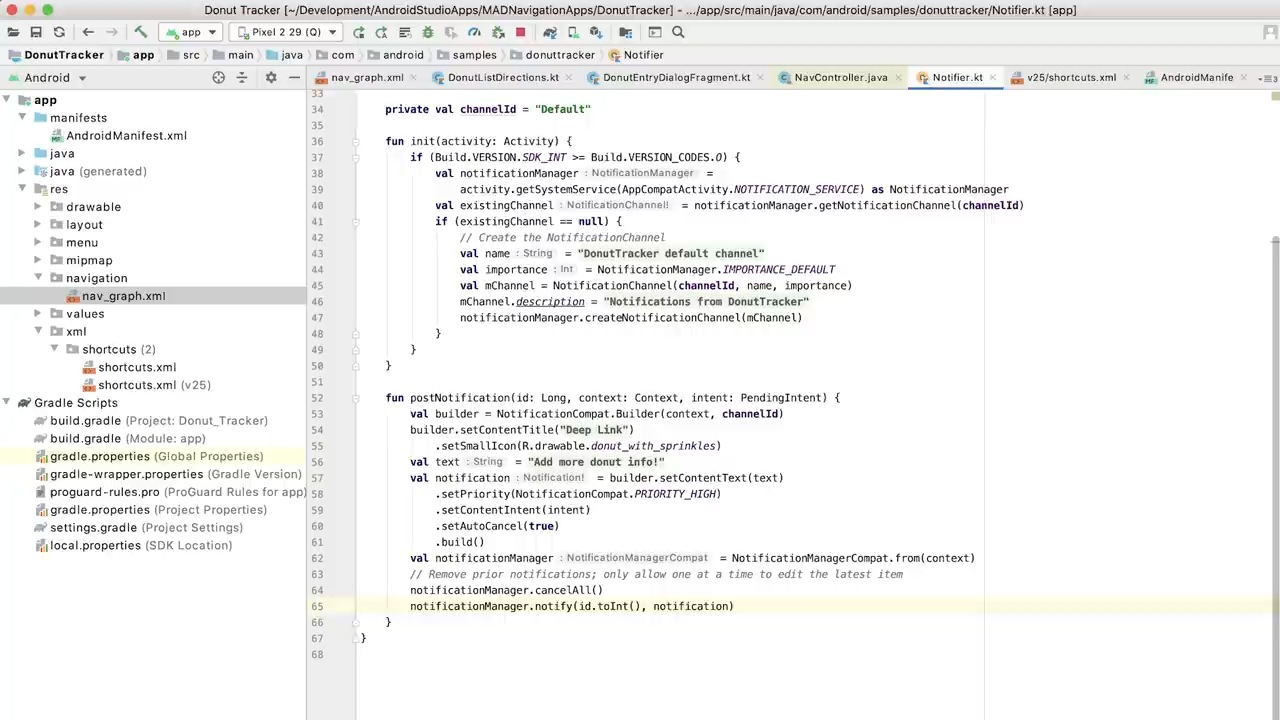 Donut Tracker [~/Development/AndroidStudioApps/MADNavigationApps/DonutTracker] - .../app/src/main/java/com/android/samples/donuttracker/Notifier.kt [app]
app Pixel 2 29 (Q)
DonutTracker app src main java com android samples donuttracker Notifier
Android nav_graph.xml DonutListDirections.kt DonutEntryDialogFragment.kt NavController.java Notifier.kt v25/shortcuts.xml AndroidManife
app
manifests
AndroidManifest.xml
java
java (generated)
res
drawable
layout
menu
mipmap
navigation
nav_graph.xml
values
xml
shortcuts (2)
shortcuts.xml
shortcuts.xml (v25)
Gradle Scripts
build.gradle (Project: Donut_Tracker)
build.gradle (Module: app)
gradle.properties (Global Properties)
gradle-wrapper.properties (Gradle Version)
proguard-rules.pro (ProGuard Rules for app)
gradle.properties (Project Properties)
settings.gradle (Project Settings)
local.properties (SDK Location)
33
34 private val channelId = "Default"
35
36 fun init(activity: Activity) {
37 if (Build.VERSION.SDK_INT >= Build.VERSION_CODES.O) {
38 val notificationManager : NotificationManager =
39 activity.getSystemService(AppCompatActivity.NOTIFICATION_SERVICE) as NotificationManager
40 val existingChannel : NotificationChannel! = notificationManager.getNotificationChannel(channelId)
41 if (existingChannel == null) {
42 // Create the NotificationChannel
43 val name : String = "DonutTracker default channel"
44 val importance : Int = NotificationManager.IMPORTANCE_DEFAULT
45 val mChannel = NotificationChannel(channelId, name, importance)
46 mChannel.description = "Notifications from DonutTracker"
47 notificationManager.createNotificationChannel(mChannel)
48 }
49 }
50 }
51
52 fun postNotification(id: Long, context: Context, intent: PendingIntent) {
53 val builder = NotificationCompat.Builder(context, channelId)
54 builder.setContentTitle("Deep Link")
55 .setSmallIcon(R.drawable.donut_with_sprinkles)
56 val text : String = "Add more donut info!"
57 val notification : Notification! = builder.setContentText(text)
58 .setPriority(NotificationCompat.PRIORITY_HIGH)
59 .setContentIntent(intent)
60 .setAutoCancel(true)
61 .build()
62 val notificationManager : NotificationManagerCompat = NotificationManagerCompat.from(context)
63 // Remove prior notifications; only allow one at a time to edit the latest item
64 notificationManager.cancelAll()
65 notificationManager.notify(id.toInt(), notification)
66 }
67 }
68